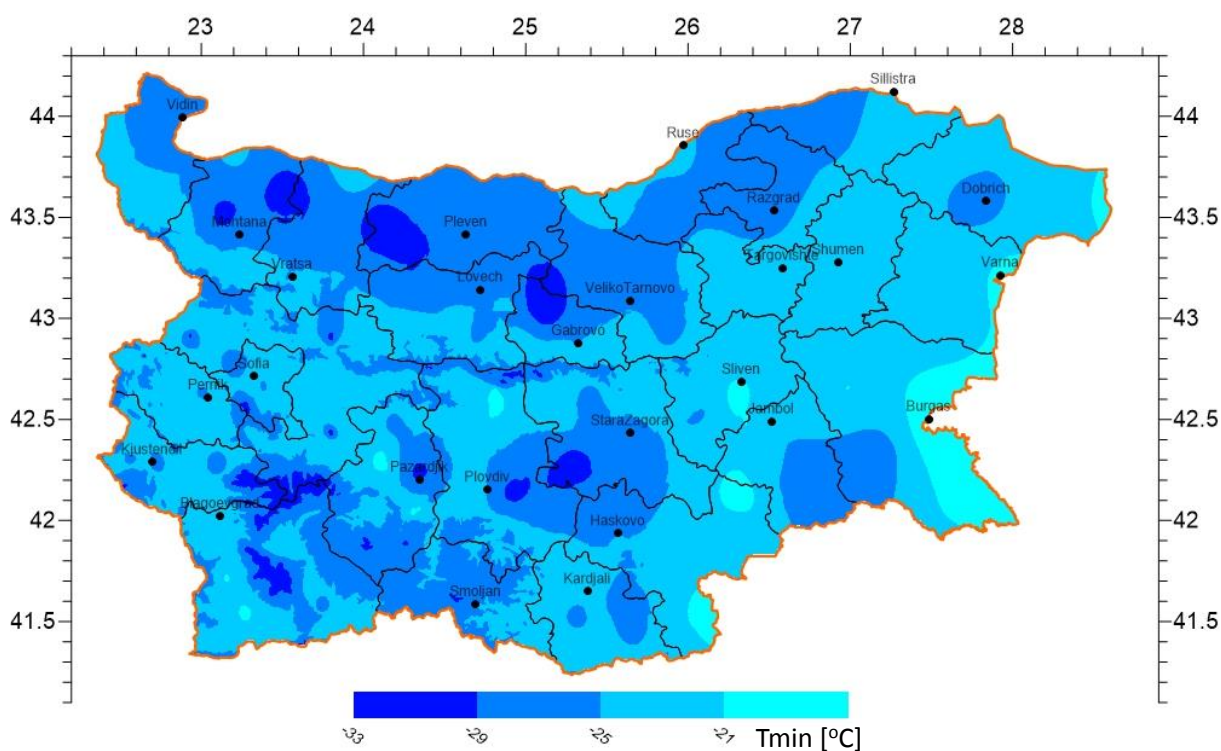 23 24 25 26 27 28
Sillistra
44 44
Vidin
Ruse
Dobrich
Razgrad
43.5 43.5
Montana Pleven
Targovishte Shumen
Vratsa Varna
Lovech
VelikoTarnovo
43 43
Gabrovo
Sofia
Sliven
Pernik
42.5 Jambol Burgas 42.5
StaraZagora
Kjustendil
Pazardjik
Plovdiv
Blagoevgrad
42 42
Haskovo
Kardjali
Smoljan
41.5 41.5
-33 -29 -25 -21
Tmin [°C]